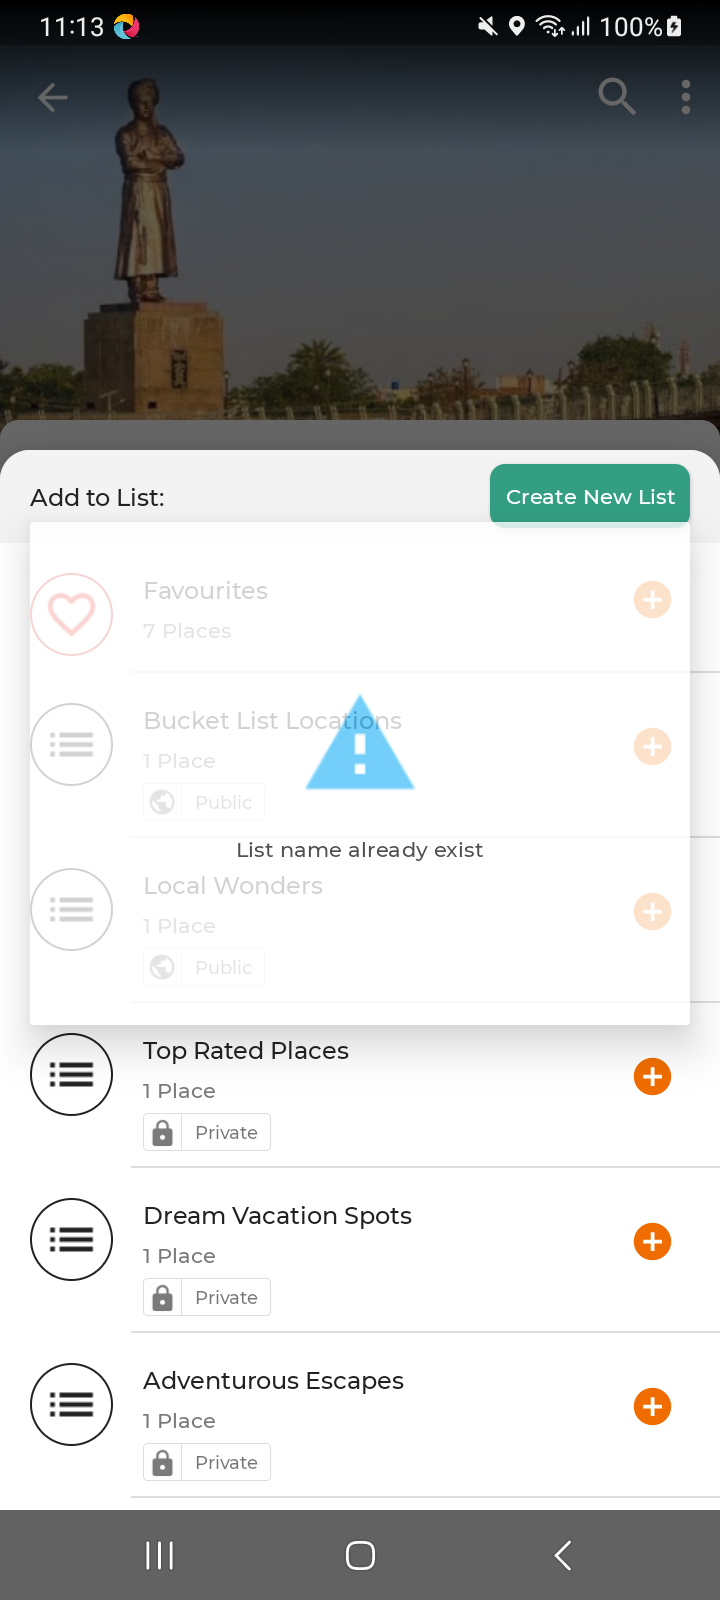 11:13
100%
Add to List:
Create New List
Favourites
7 Places
Bucket List Locations
1 Place
Public
List name already exist
Local Wonders
1 Place
Public
Top Rated Places
1 Place
Private
Dream Vacation Spots
1 Place
Private
Adventurous Escapes
1 Place
Private